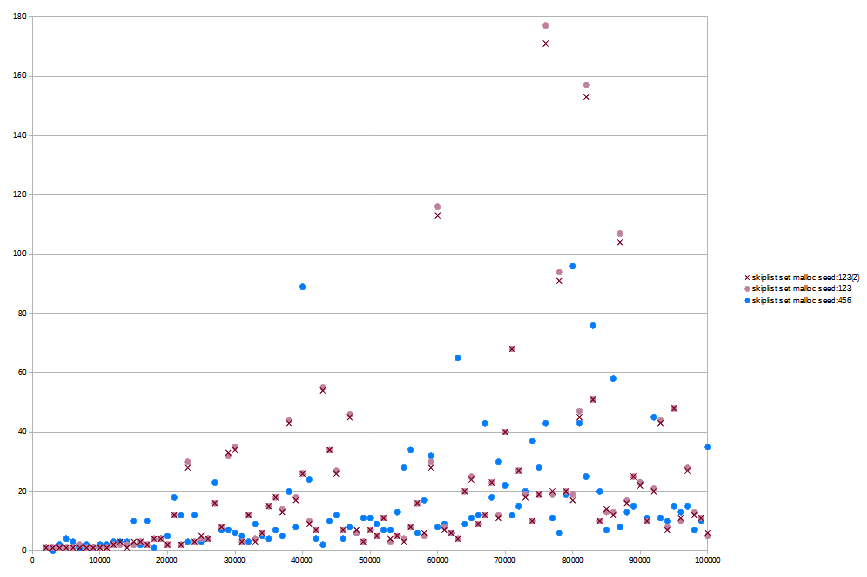 180
160
140
120
100
80
60
40
20
0
0 10000 20000 30000 40000 50000 60000 70000 80000 90000 100000
skiplist set malloc seed:123(2)
skiplist set malloc seed:123
skiplist set malloc seed:456